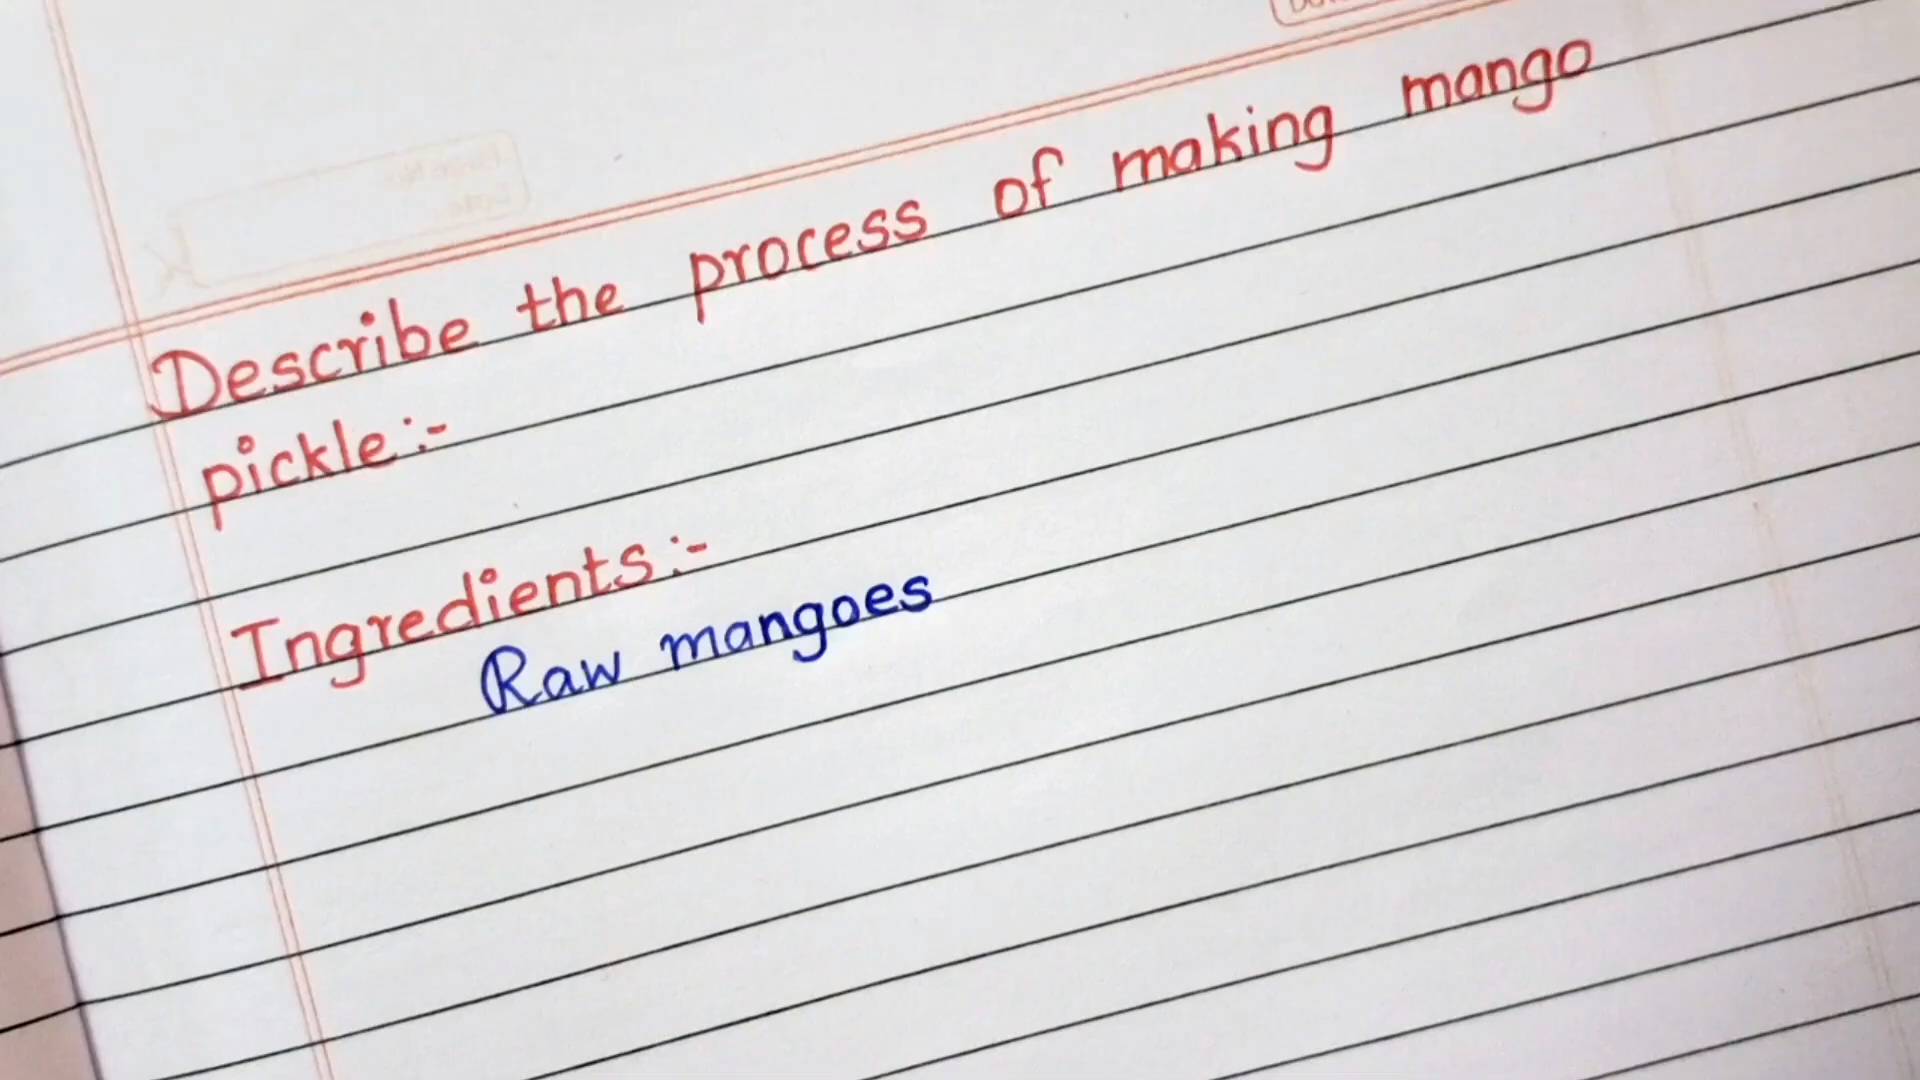 Describe the process of making mango
pickle:-
Ingredients:-
Raw mangoes